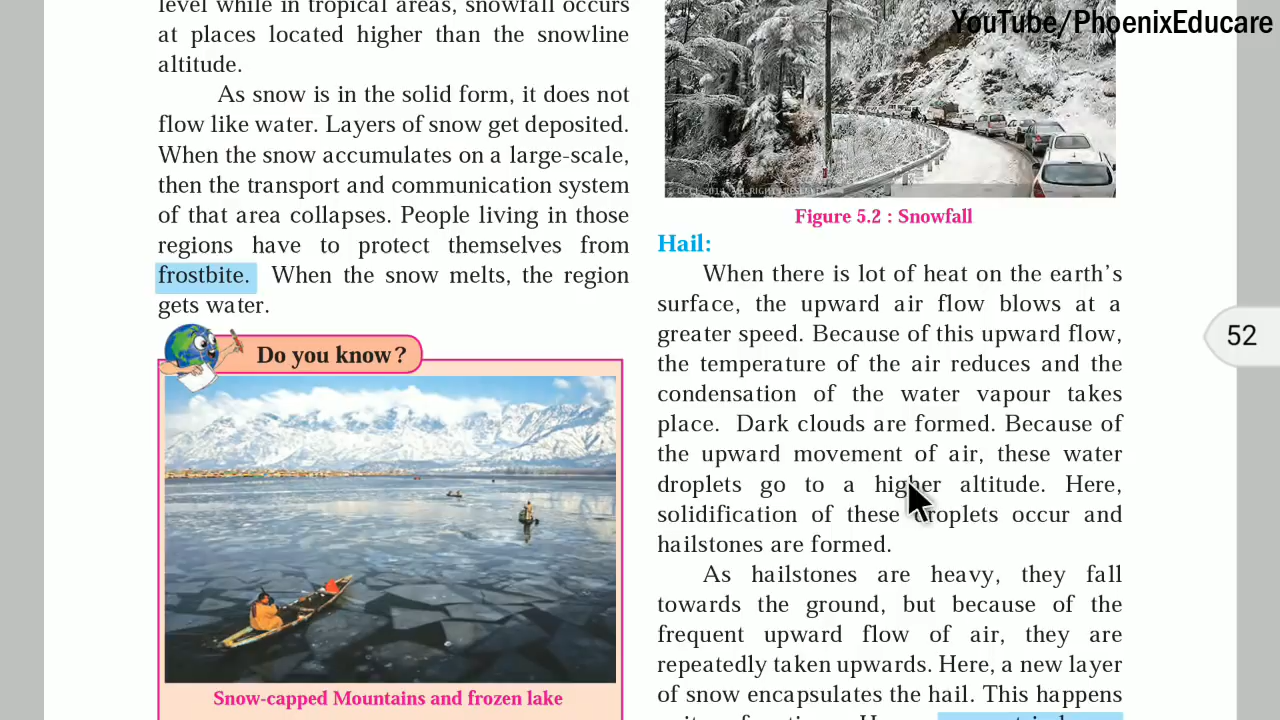 level while in tropical areas, snowfall occurs
at places located higher than the snowline
altitude.
As snow is in the solid form, it does not
flow like water. Layers of snow get deposited.
When the snow accumulates on a large-scale,
then the transport and communication system
of that area collapses. People living in those
regions have to protect themselves from
frostbite. When the snow melts, the region
gets water.
Do you know?
Snow-capped Mountains and frozen lake
YouTube/PhoenixEducare
Figure 5.2 : Snowfall
Hail:
When there is lot of heat on the earth's
surface, the upward air flow blows at a
greater speed. Because of this upward flow,
the temperature of the air reduces and the
condensation of the water vapour takes
place. Dark clouds are formed. Because of
the upward movement of air, these water
droplets go to a higher altitude. Here,
solidification of these droplets occur and
hailstones are formed.
As hailstones are heavy, they fall
towards the ground, but because of the
frequent upward flow of air, they are
repeatedly taken upwards. Here, a new layer
of snow encapsulates the hail. This happens
52